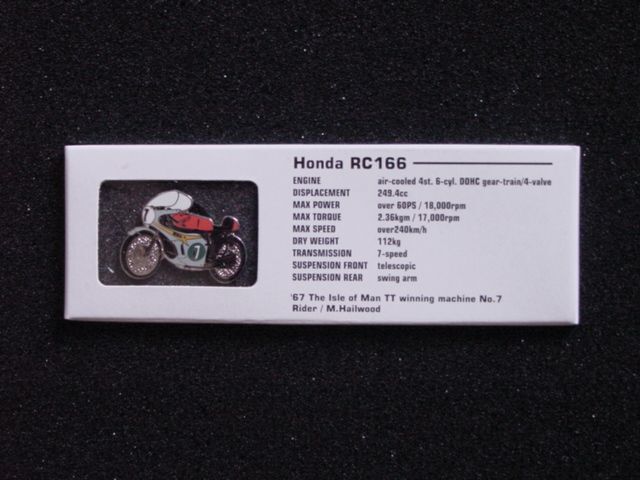 Honda RC166
ENGINE air-cooled 4st. 6-cyl. DOHC gear-train/4-valve
DISPLACEMENT 249.4cc
MAX POWER over 60PS / 18,000rpm
MAX TORQUE 2.36kgm / 17,000rpm
MAX SPEED over240km/h
DRY WEIGHT 112kg
TRANSMISSION 7-speed
SUSPENSION FRONT telescopic
SUSPENSION REAR swing arm
'67 The Isle of Man TT winning machine No.7
Rider / M.Hailwood
7
7